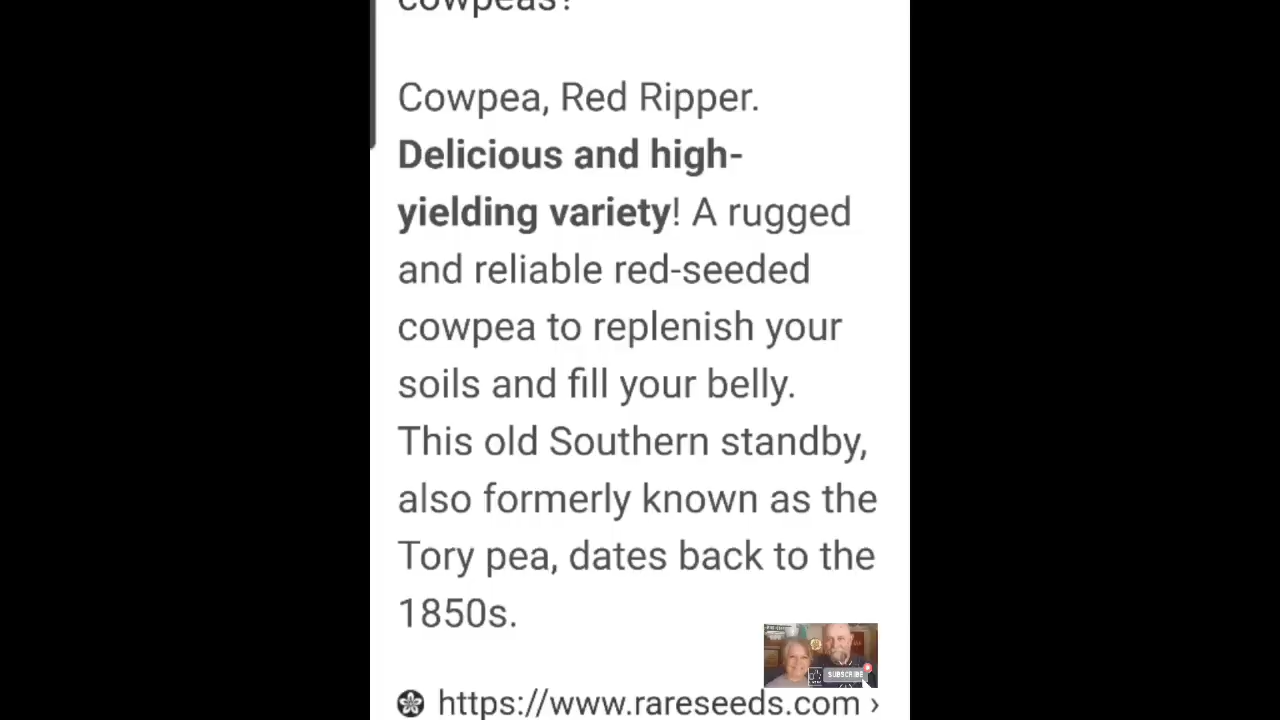 cowpeas?
Cowpea, Red Ripper.
Delicious and high-
yielding variety! A rugged
and reliable red-seeded
cowpea to replenish your
soils and fill your belly.
This old Southern standby,
also formerly known as the
Tory pea, dates back to the
1850s.
SUBSCRIBE
https://www.rareseeds.com ›